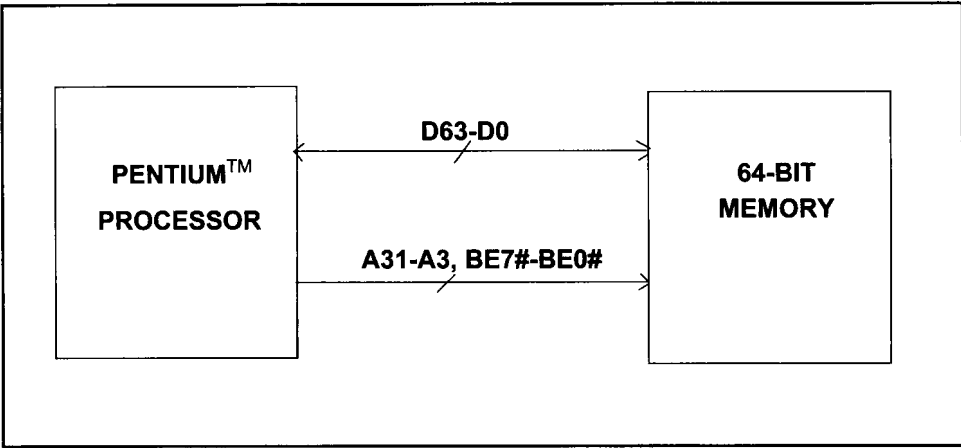 D63-D0
PENTIUM™
PROCESSOR
64-BIT
MEMORY
A31-A3, BE7#-BE0#